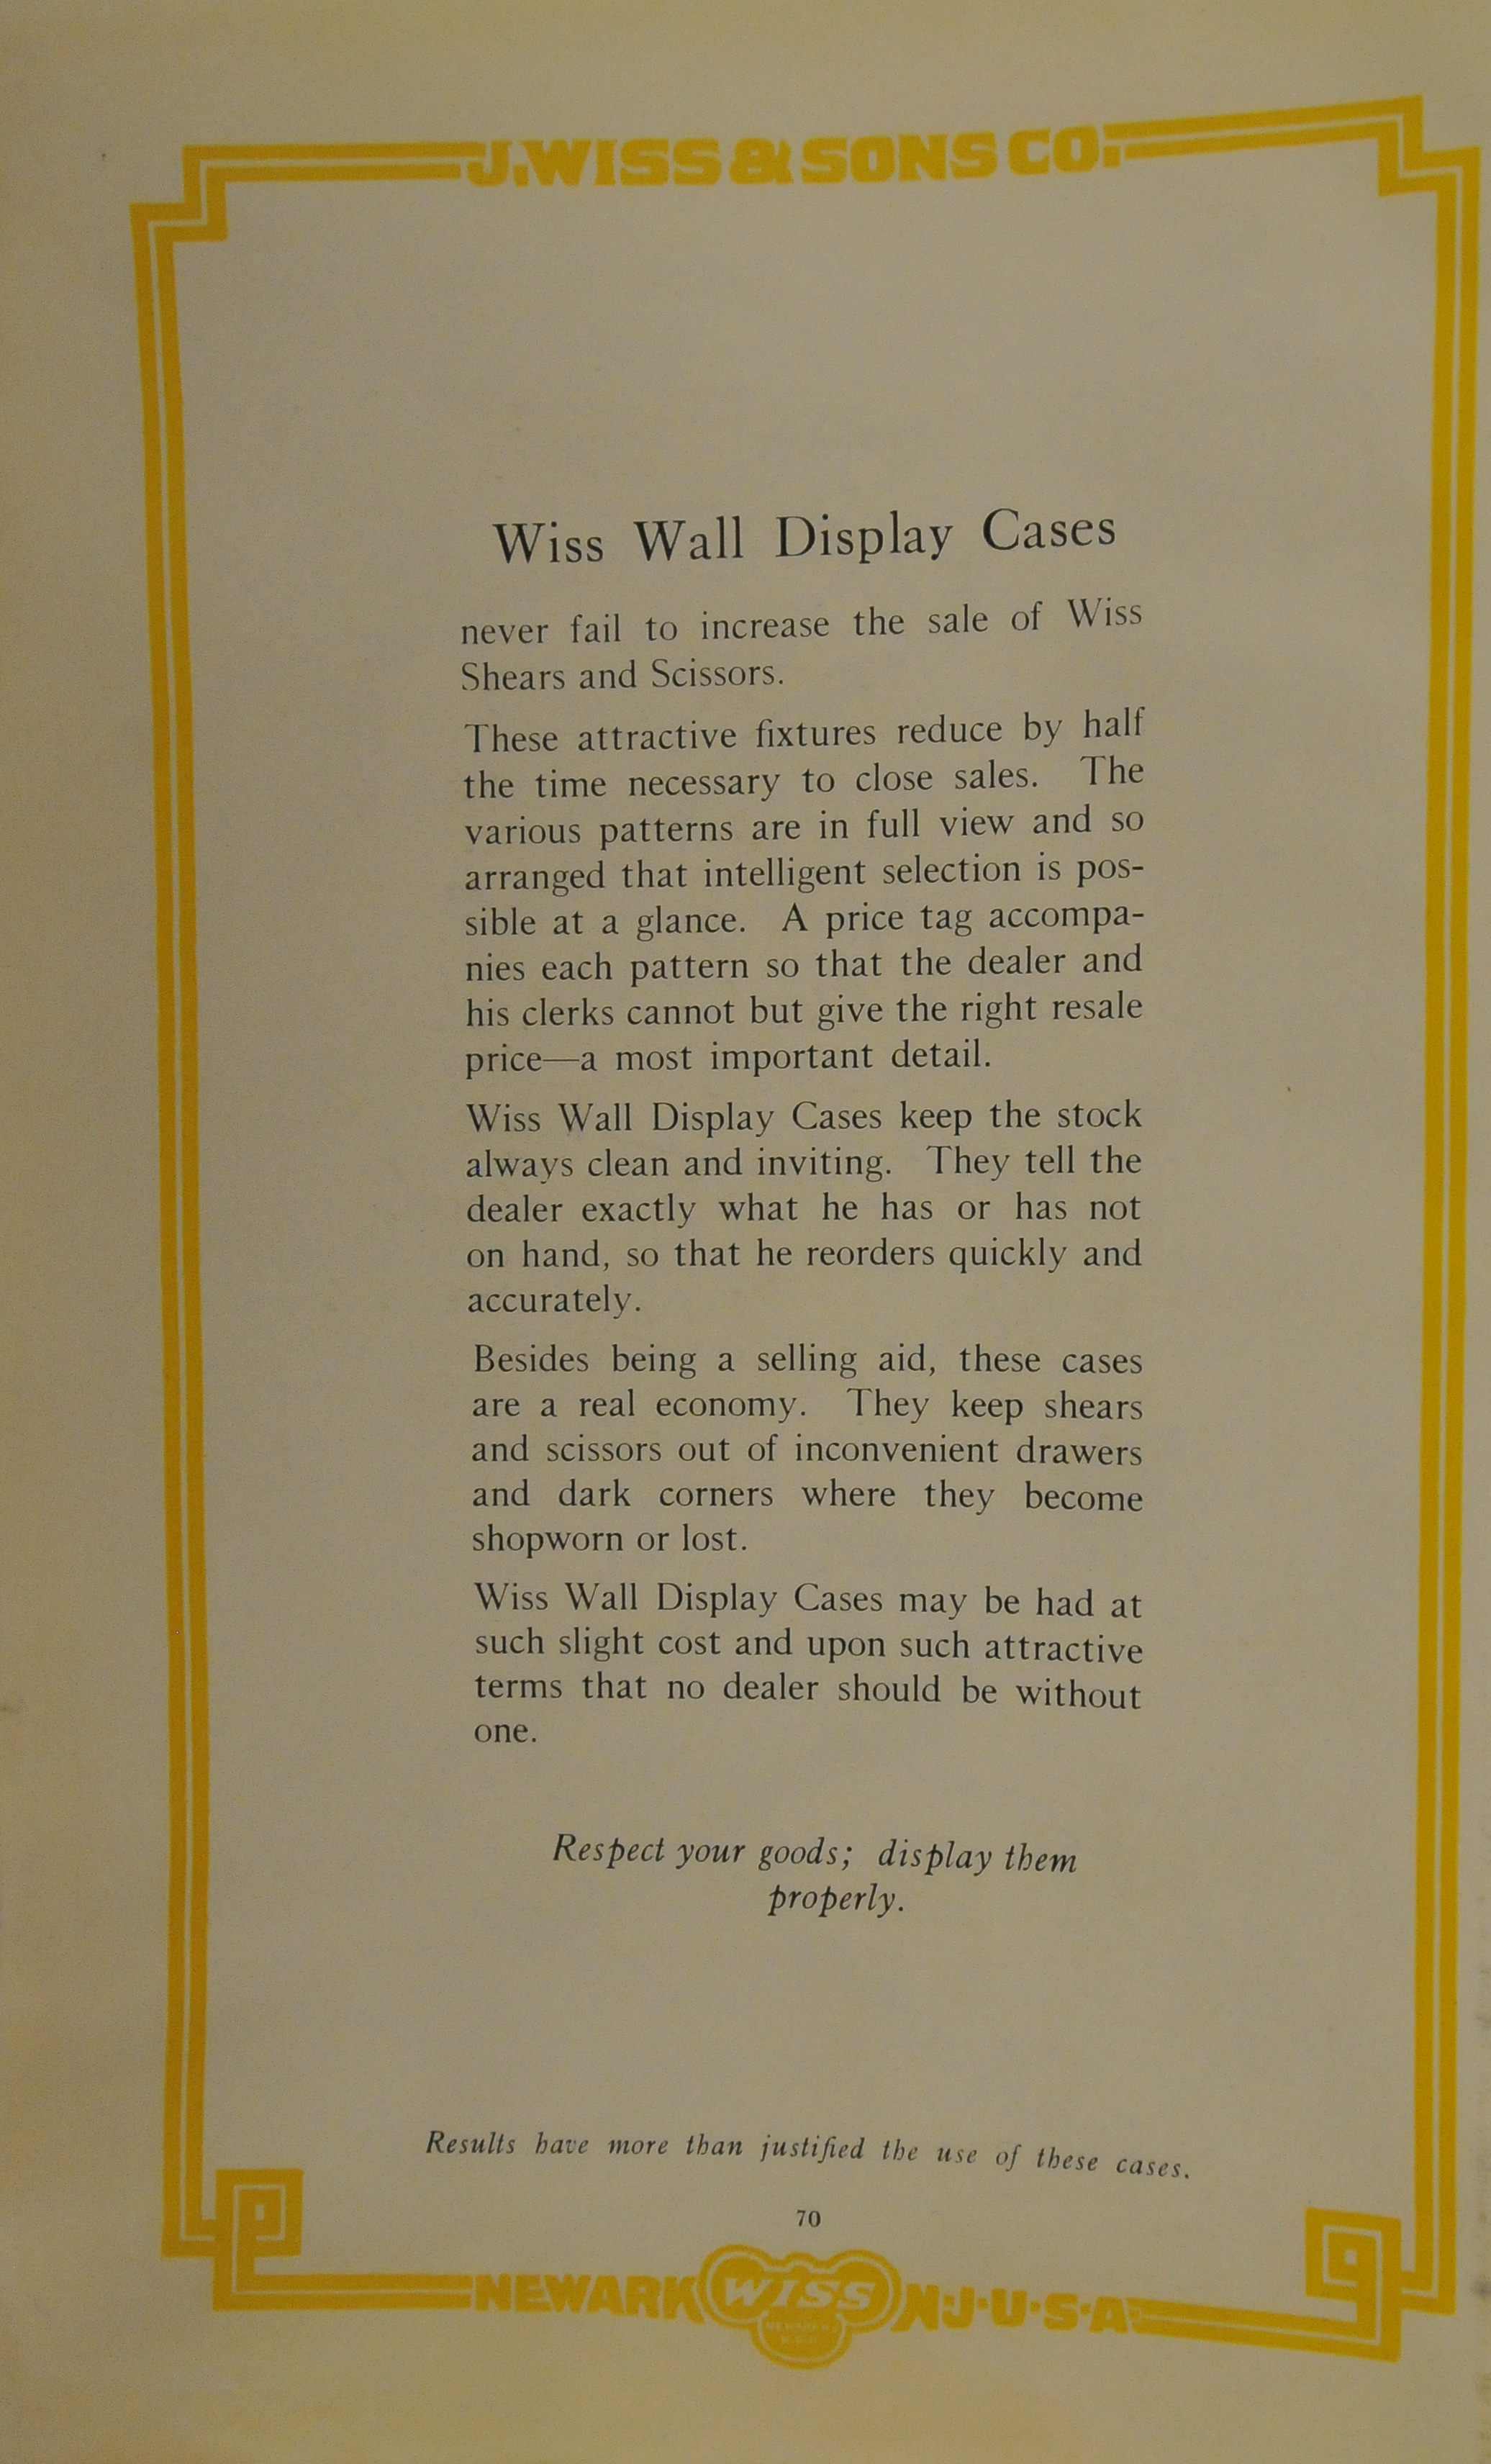 J. WISS & SONS CO.
Wiss Wall Display Cases
never fail to increase the sale of Wiss
Shears and Scissors.
These attractive fixtures reduce by half
the time necessary to close sales. The
various patterns are in full view and so
arranged that intelligent selection is pos-
sible at a glance. A price tag accompa-
nies each pattern so that the dealer and
his clerks cannot but give the right resale
price—a most important detail.
Wiss Wall Display Cases keep the stock
always clean and inviting. They tell the
dealer exactly what he has or has not
on hand, so that he reorders quickly and
accurately.
Besides being a selling aid, these cases
are a real economy. They keep shears
and scissors out of inconvenient drawers
and dark corners where they become
shopworn or lost.
Wiss Wall Display Cases may be had at
such slight cost and upon such attractive
terms that no dealer should be without
one.
Respect your goods; display them
properly.
Results have more than justified the use of these cases.
70
NEWARK WISS N·J·U·S·A·
NEWARK N.J.
U.S.A.